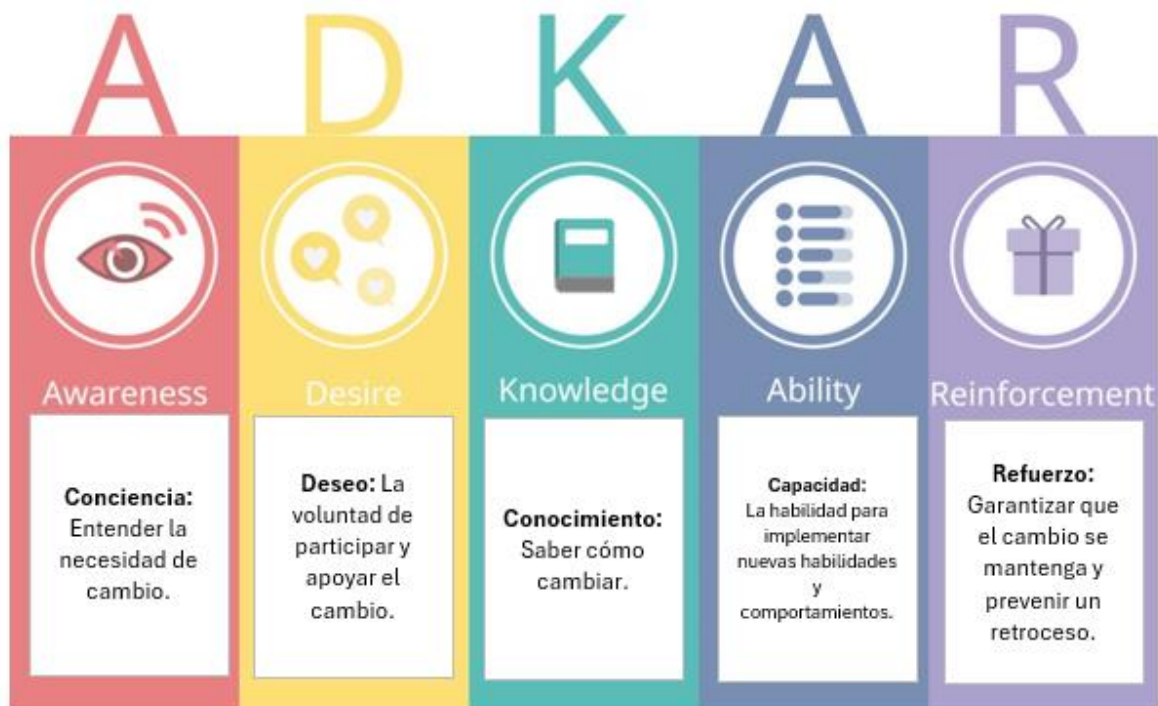 A D K A R
Awareness
Conciencia:
Entender la
necesidad de
cambio.
Desire
Deseo: La
voluntad de
participar y
apoyar el
cambio.
Knowledge
Conocimiento:
Saber cómo
cambiar.
Ability
Capacidad:
La habilidad para
implementar
nuevas habilidades
y
comportamientos.
Reinforcement
Refuerzo:
Garantizar que
el cambio se
mantenga y
prevenir un
retroceso.